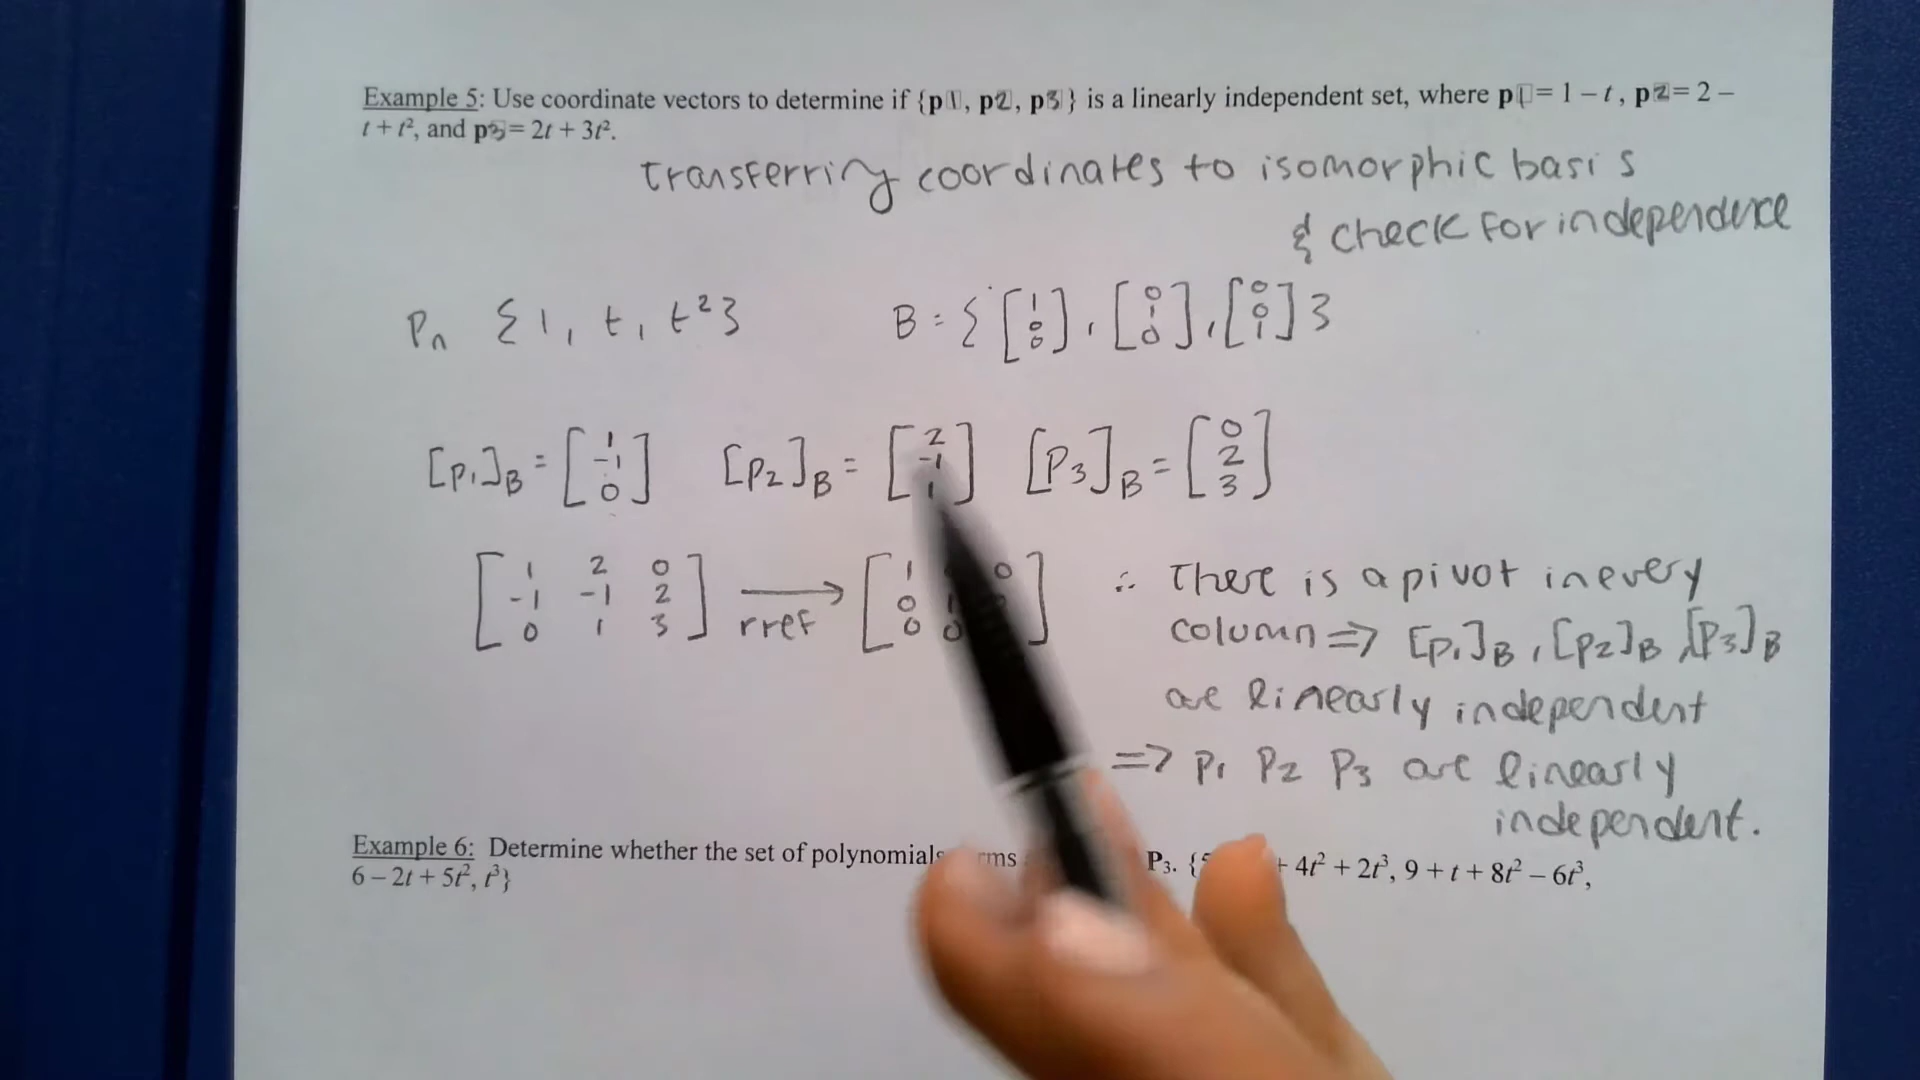 Example 5: Use coordinate vectors to determine if {p1, p2, p3} is a linearly independent set, where p1 = 1 – t , p2 = 2 –
t + t², and p3 = 2t + 3t².
transferring coordinates to isomorphic basis
& check for independence
Pn {1, t, t²} B = {[1 0 0], [0 1 0], [0 0 1]}
[p1]B = [1 -1 0] [p2]B = [2 -1 1] [p3]B = [0 2 3]
[1 2 0 ∴ There is a pivot in every
-1 -1 2
0 1 3] → rref [1 0
0
0 0 ] column => [p1]B, [p2]B, [p3]B
are linearly independent
=> p1 p2 p3 are linearly
independent.
Example 6: Determine whether the set of polynomials P3. { + 4t² + 2t³, 9 + t + 8t² – 6t³,
6 – 2t + 5t², t³}